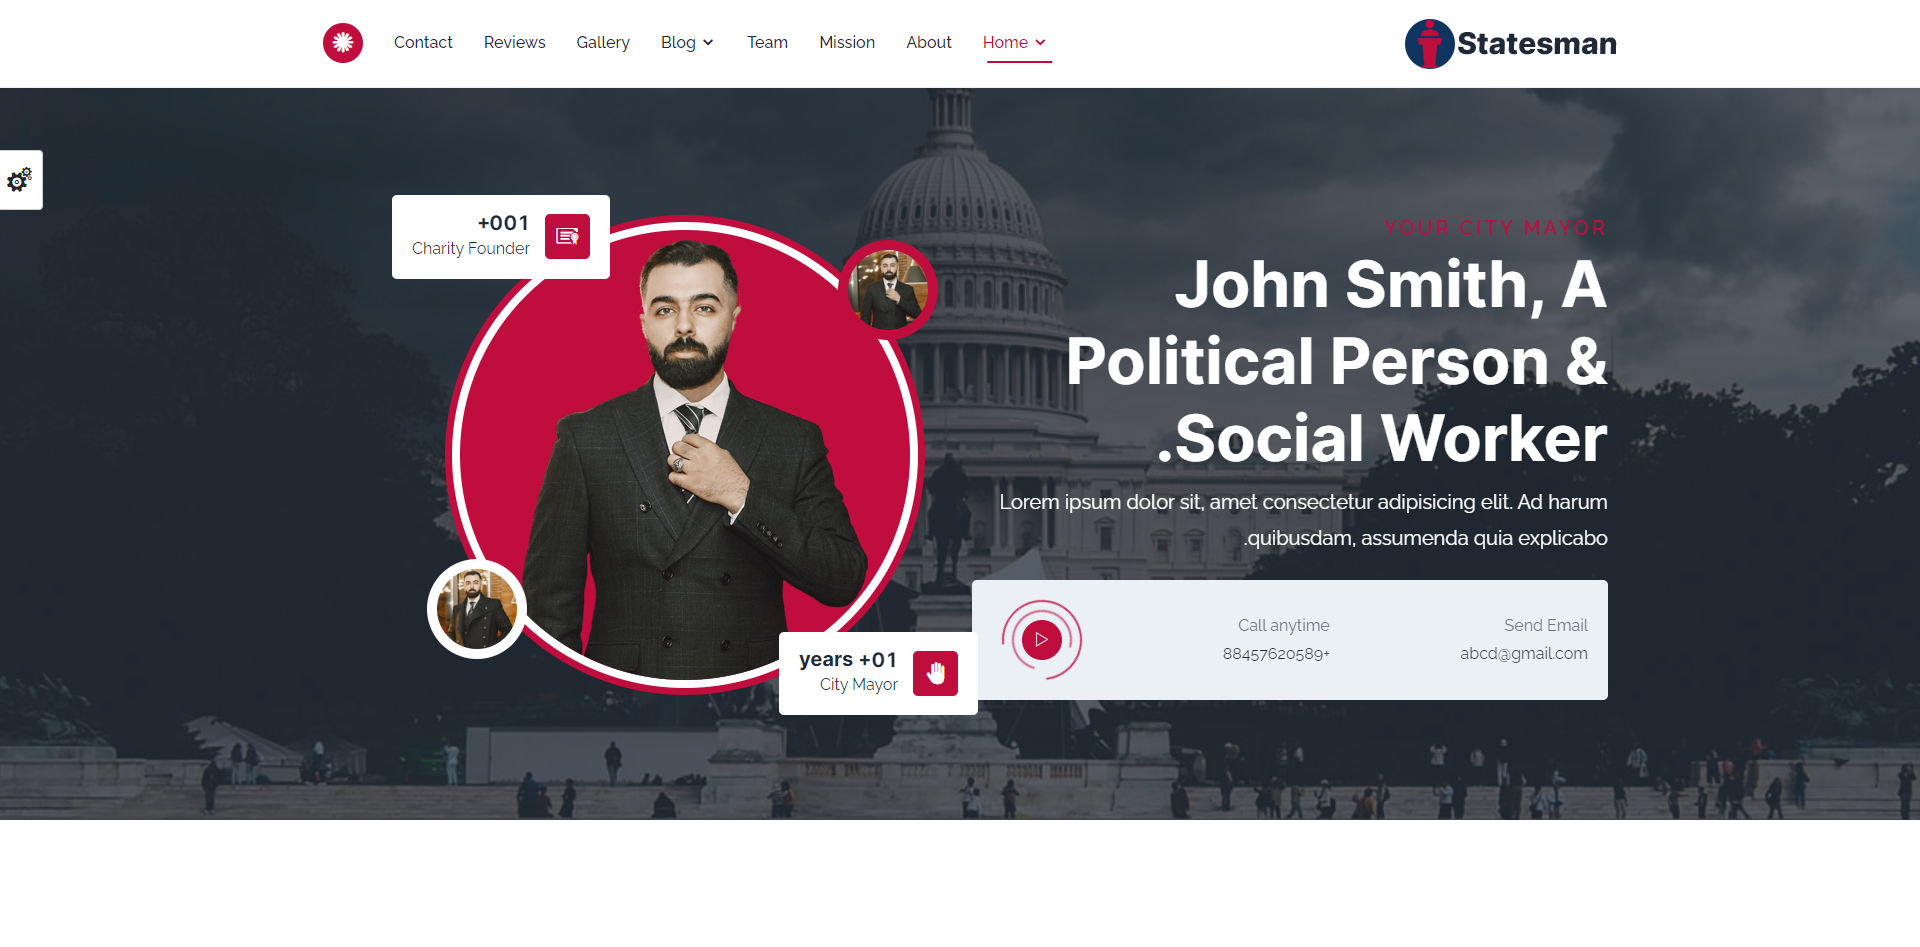 Statesman
Home
About
Mission
Team
Blog
Gallery
Reviews
Contact
YOUR CITY MAYOR
John Smith, A
Political Person &
.Social Worker
Lorem ipsum dolor sit, amet consectetur adipisicing elit. Ad harum
.quibusdam, assumenda quia explicabo
Send Email
abcd@gmail.com
Call anytime
88457620589+
+001
Charity Founder
years +01
City Mayor